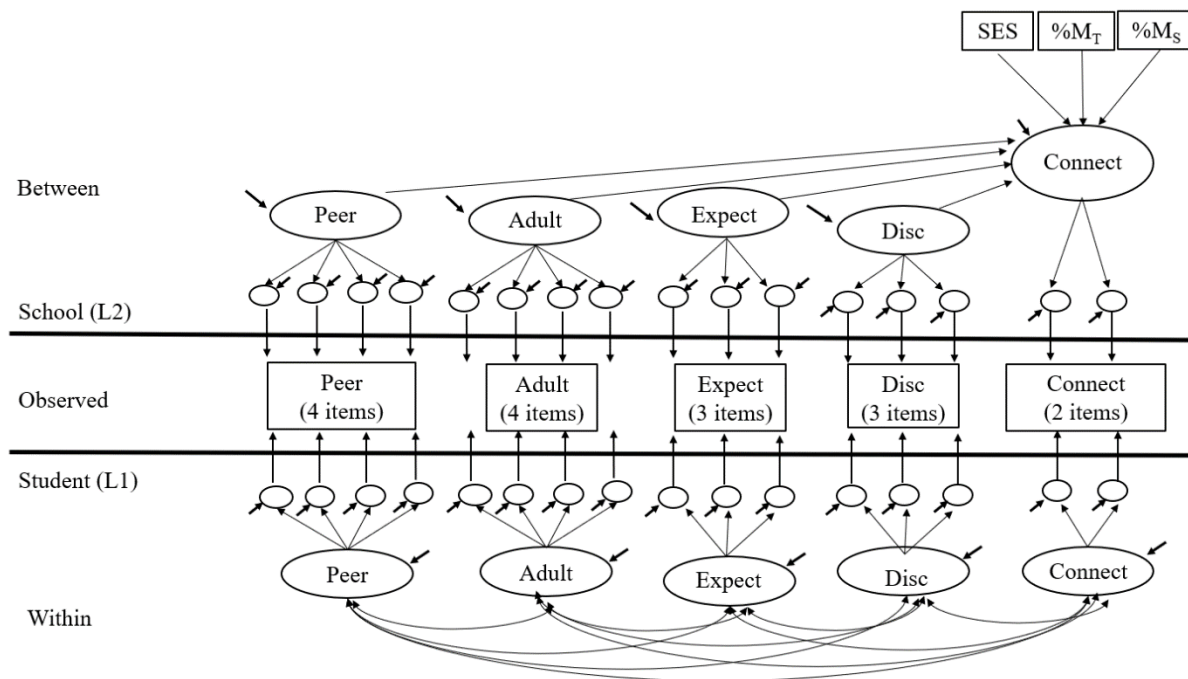 SES %M_T %M_S
Connect
Between
Peer
Adult
Expect
Disc
School (L2)
Observed
Peer
(4 items)
Adult
(4 items)
Expect
(3 items)
Disc
(3 items)
Connect
(2 items)
Student (L1)
Peer
Adult
Expect
Disc
Connect
Within